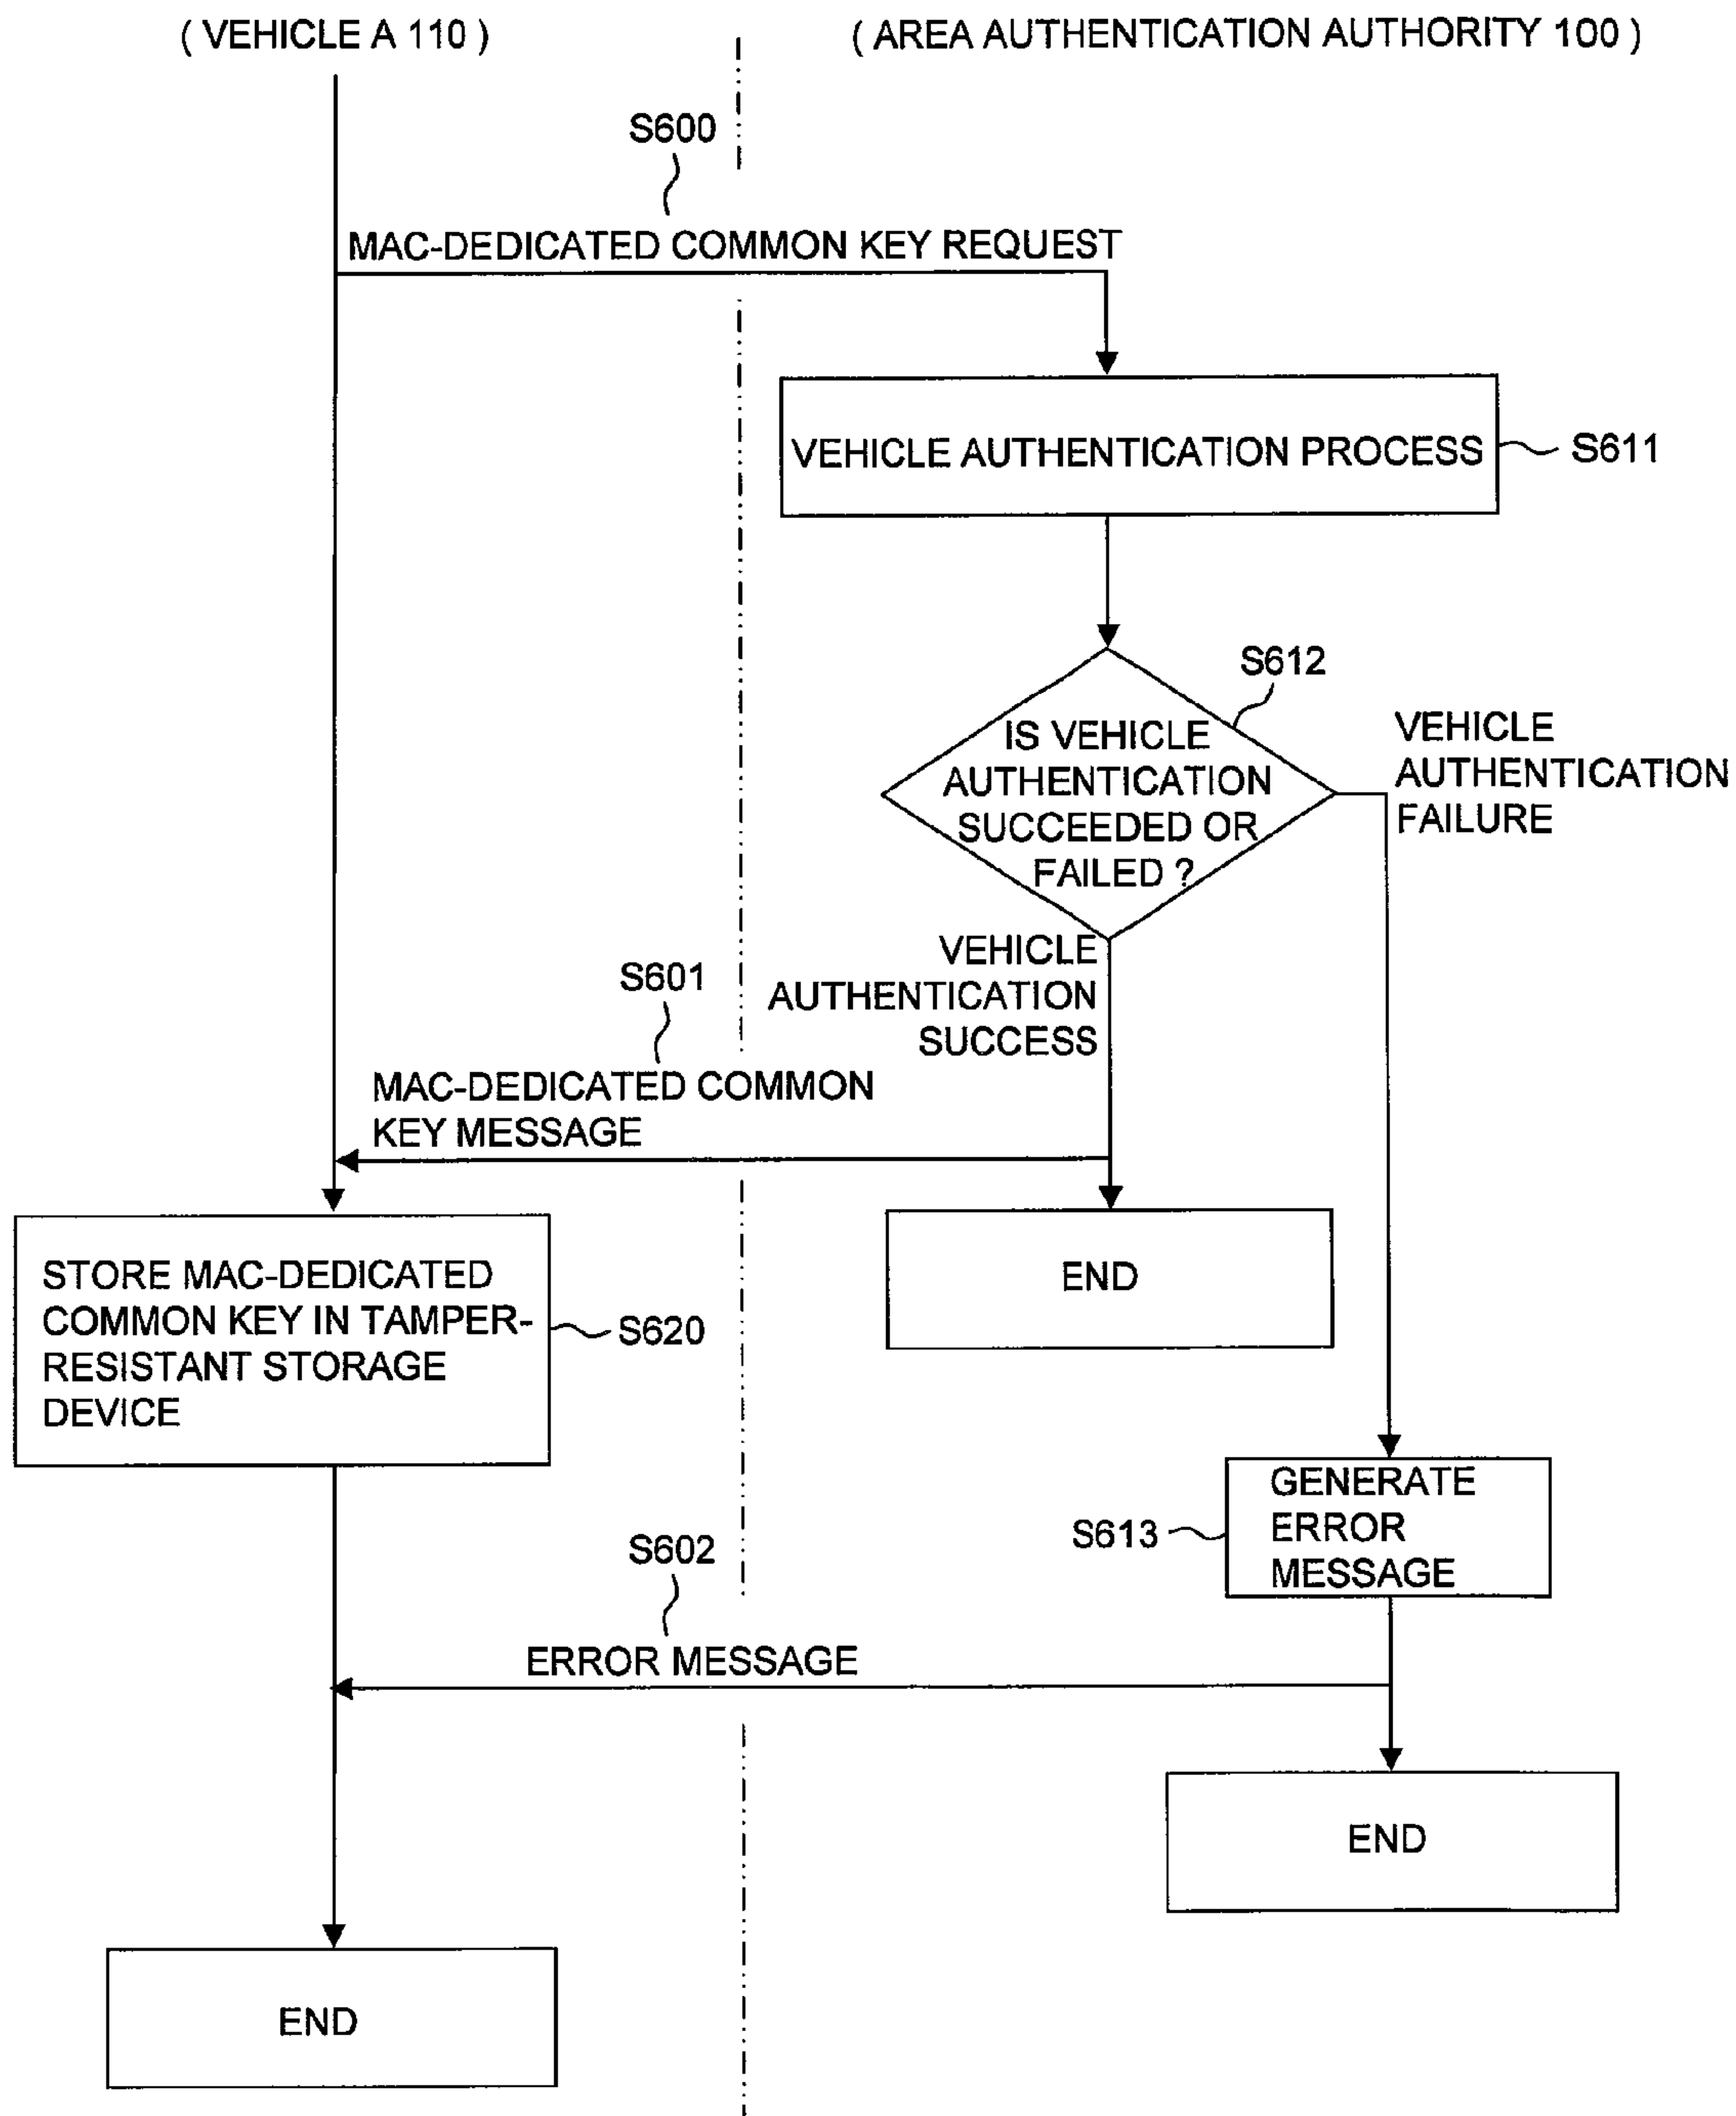 ( VEHICLE A 110 )
( AREA AUTHENTICATION AUTHORITY 100 )
S600
MAC-DEDICATED COMMON KEY REQUEST
VEHICLE AUTHENTICATION PROCESS
S611
S612
IS VEHICLE
AUTHENTICATION
SUCCEEDED OR
FAILED ?
VEHICLE
AUTHENTICATION
FAILURE
VEHICLE
AUTHENTICATION
SUCCESS
S601
MAC-DEDICATED COMMON
KEY MESSAGE
STORE MAC-DEDICATED
COMMON KEY IN TAMPER-
RESISTANT STORAGE
DEVICE
S620
END
GENERATE
ERROR
MESSAGE
S613
S602
ERROR MESSAGE
END
END